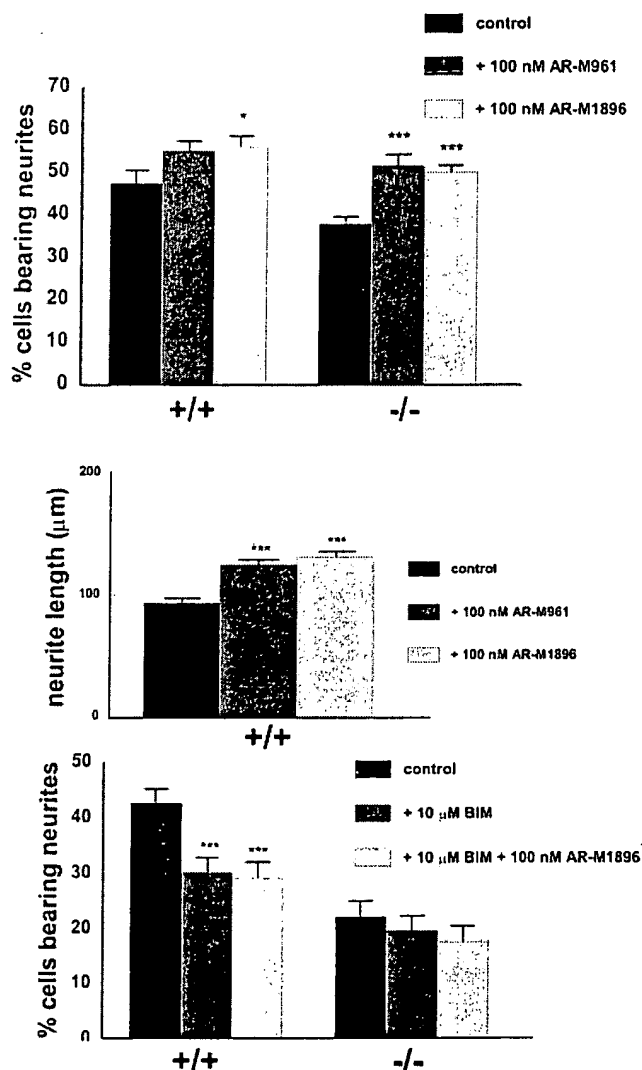 control
+ 100 nM AR-M961
+ 100 nM AR-M1896
% cells bearing neurites
70
60
50
40
30
20
10
0
*
***
***
+/+
-/-
neurite length (µm)
200
100
0
***
***
control
+ 100 nM AR-M961
+ 100 nM AR-M1896
+/+
% cells bearing neurites
50
40
30
20
10
0
***
***
control
+ 10 µM BIM
+ 10 µM BIM + 100 nM AR-M1896
+/+
-/-